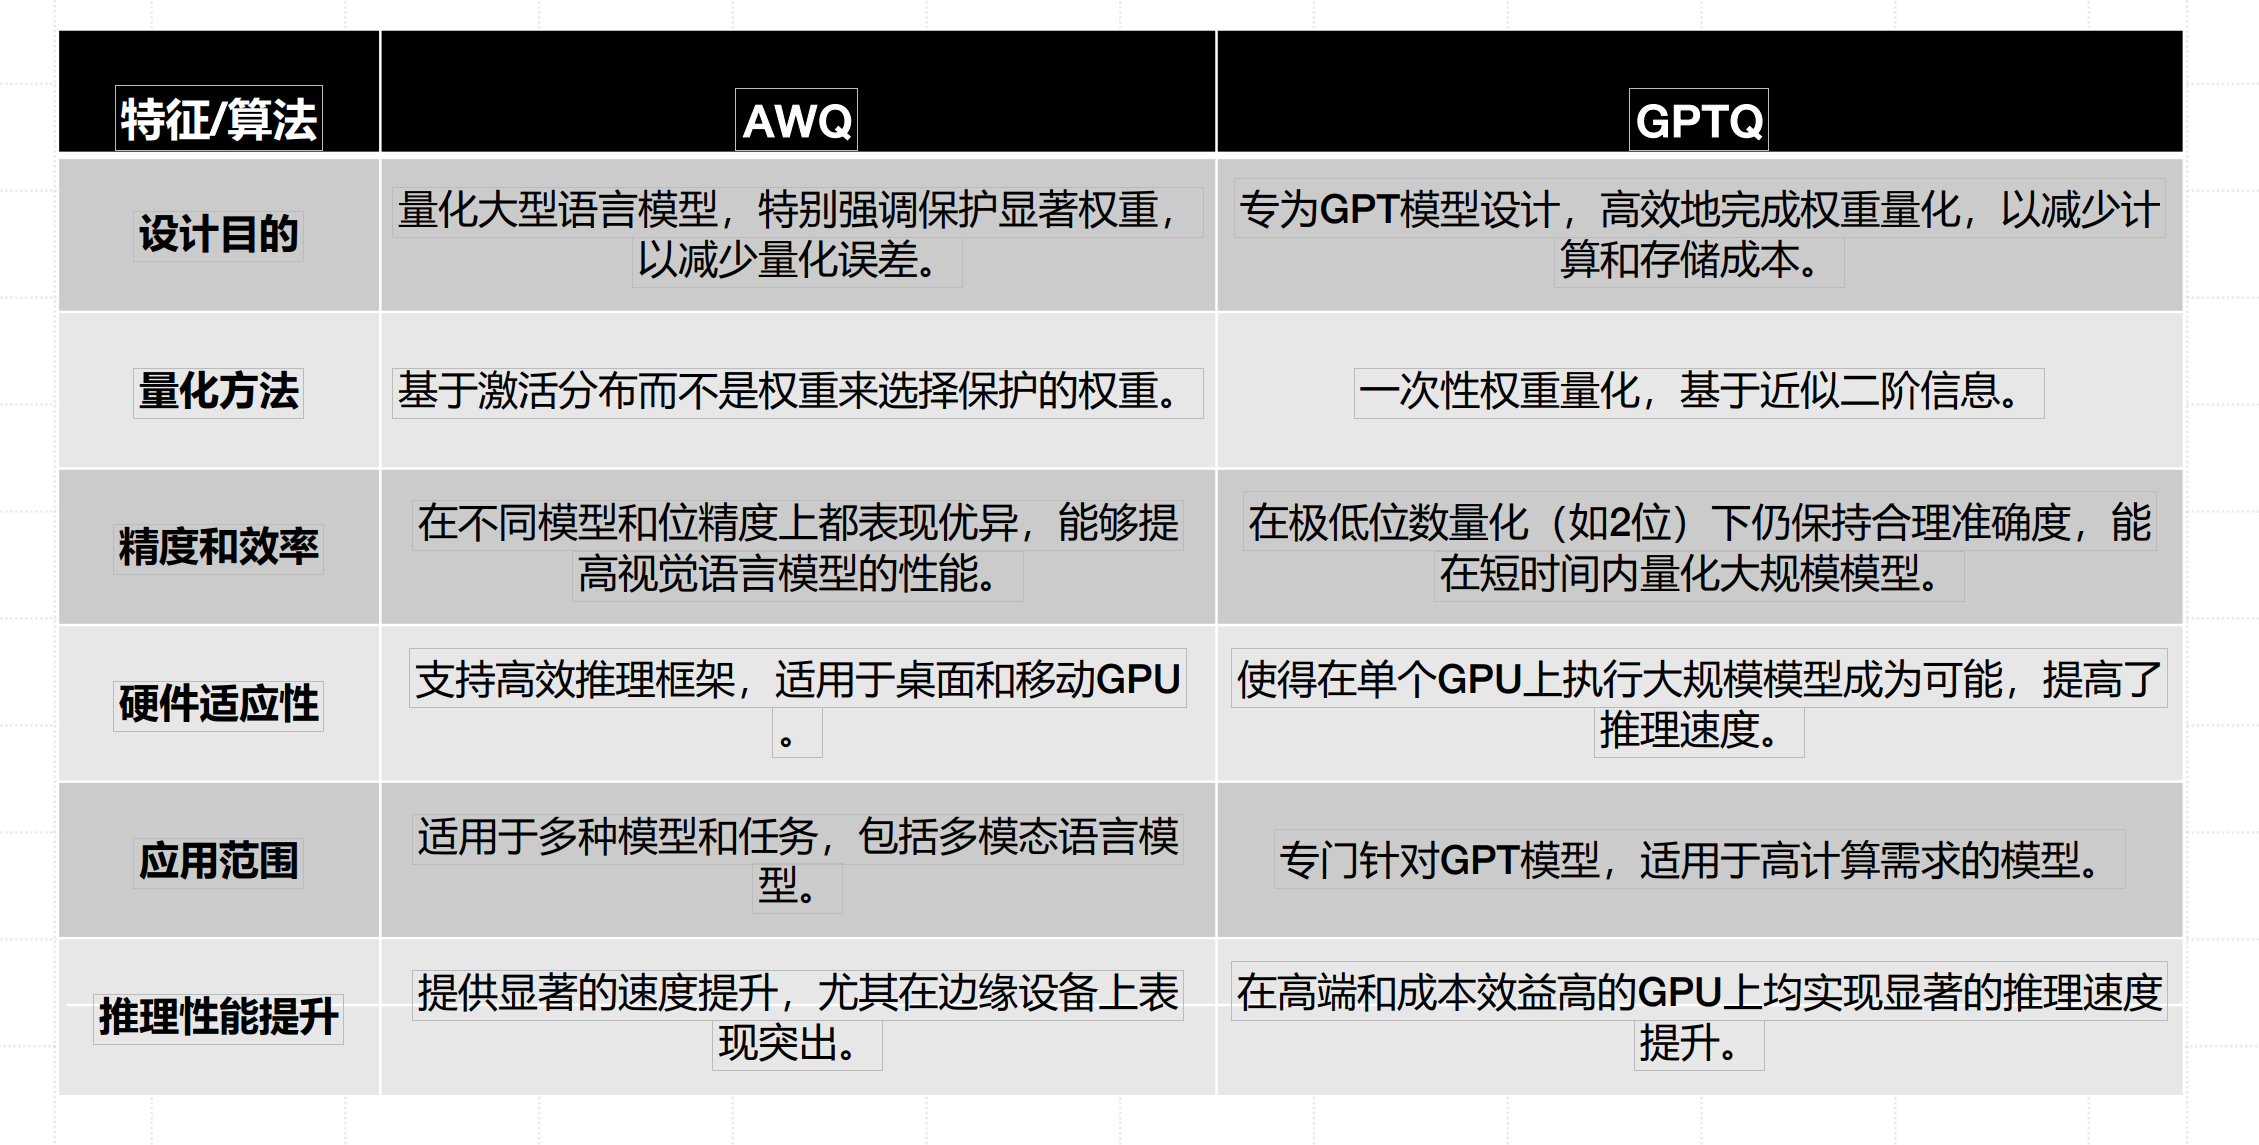 特征/算法
AWQ
GPTQ
设计目的
量化大型语言模型，特别强调保护显著权重，
以减少量化误差。
专为GPT模型设计，高效地完成权重量化，以减少计
算和存储成本。
量化方法
基于激活分布而不是权重来选择保护的权重。
一次性权重量化，基于近似二阶信息。
精度和效率
在不同模型和位精度上都表现优异，能够提
高视觉语言模型的性能。
在极低位数量化（如2位）下仍保持合理准确度，能
在短时间内量化大规模模型。
硬件适应性
支持高效推理框架，适用于桌面和移动GPU
。
使得在单个GPU上执行大规模模型成为可能，提高了
推理速度。
应用范围
适用于多种模型和任务，包括多模态语言模
型。
专门针对GPT模型，适用于高计算需求的模型。
推理性能提升
提供显著的速度提升，尤其在边缘设备上表
现突出。
在高端和成本效益高的GPU上均实现显著的推理速度
提升。